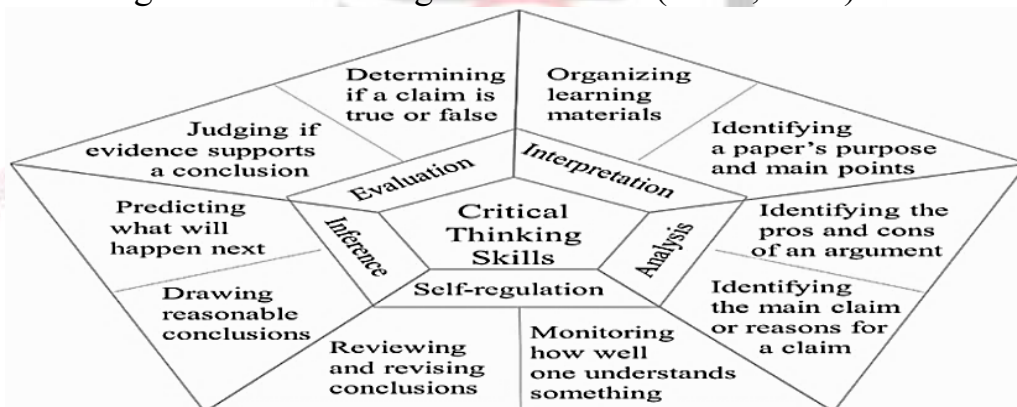 Determining
if a claim is
true or false
Organizing
learning
materials
Judging if
evidence supports
a conclusion
Identifying
a paper's purpose
and main points
Evaluation
Interpretation
Predicting
what will
happen next
Inference
Critical
Thinking
Skills
Analysis
Identifying the
pros and cons
of an argument
Drawing
reasonable
conclusions
Self-regulation
Identifying
the main claim
or reasons for
a claim
Reviewing
and revising
conclusions
Monitoring
how well
one understands
something